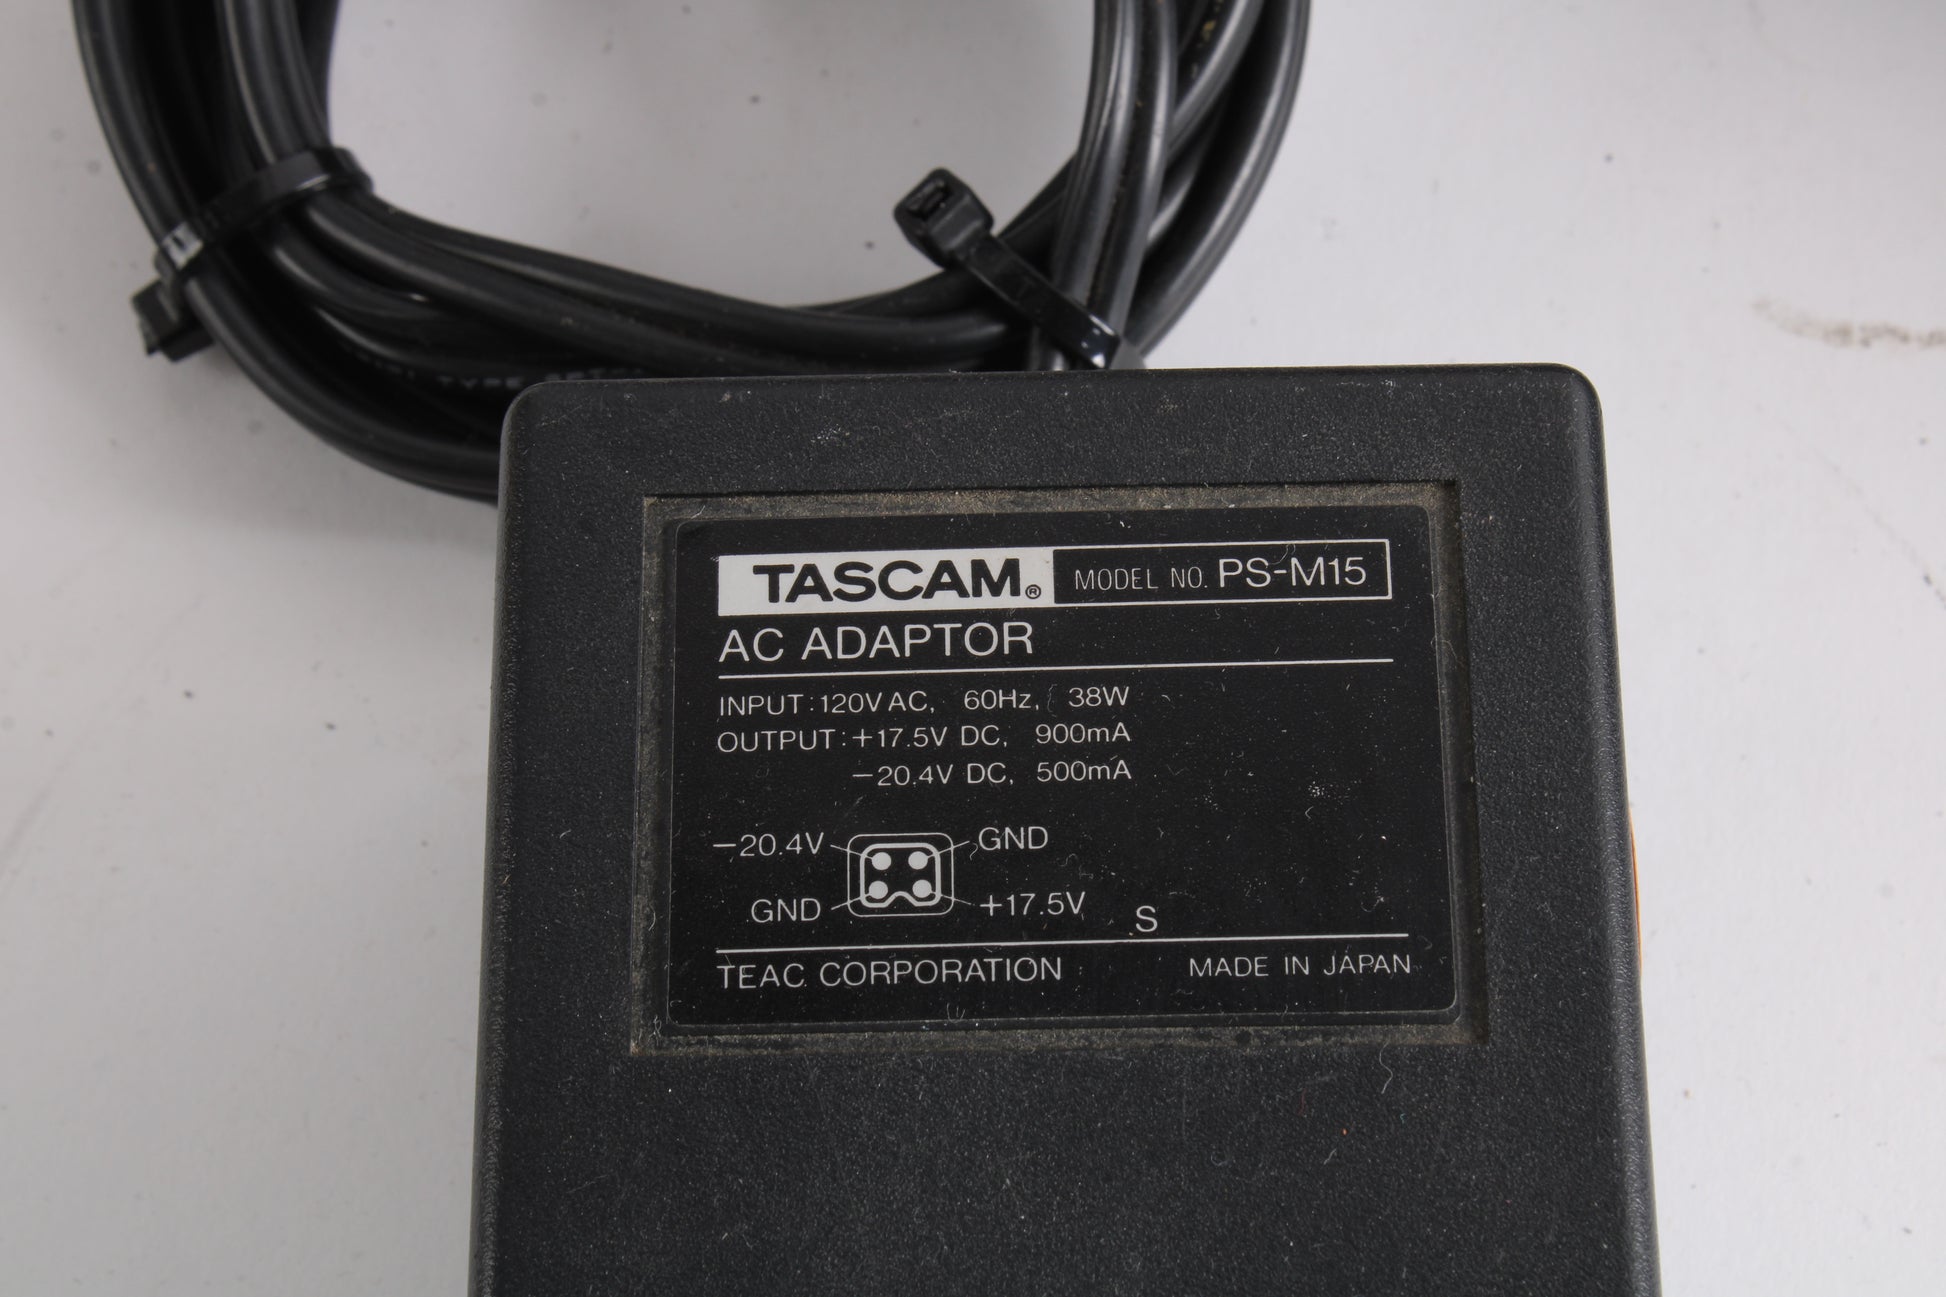 TYPE
TASCAM® MODEL NO. PS-M15
AC ADAPTOR
INPUT:120V AC, 60Hz, 38W
OUTPUT:+17.5V DC, 900mA
−20.4V DC, 500mA
−20.4V GND
GND +17.5V S
TEAC CORPORATION MADE IN JAPAN